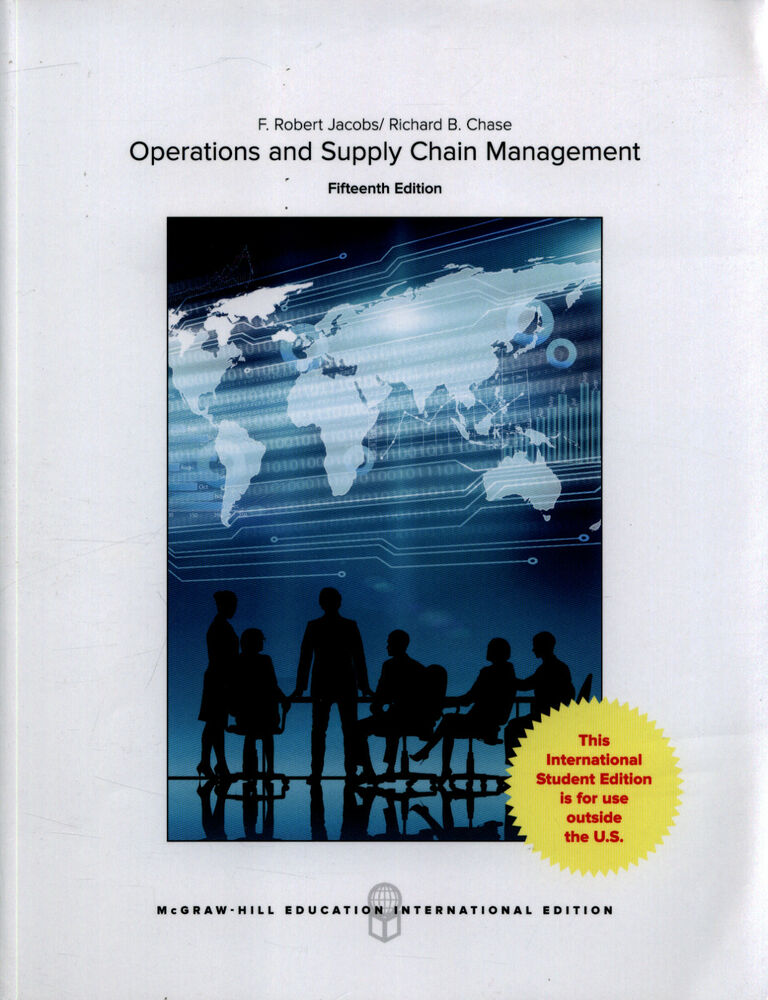 F. Robert Jacobs/ Richard B. Chase
Operations and Supply Chain Management
Fifteenth Edition
This
International
Student Edition
is for use
outside
the U.S.
McGRAW-HILL EDUCATION INTERNATIONAL EDITION